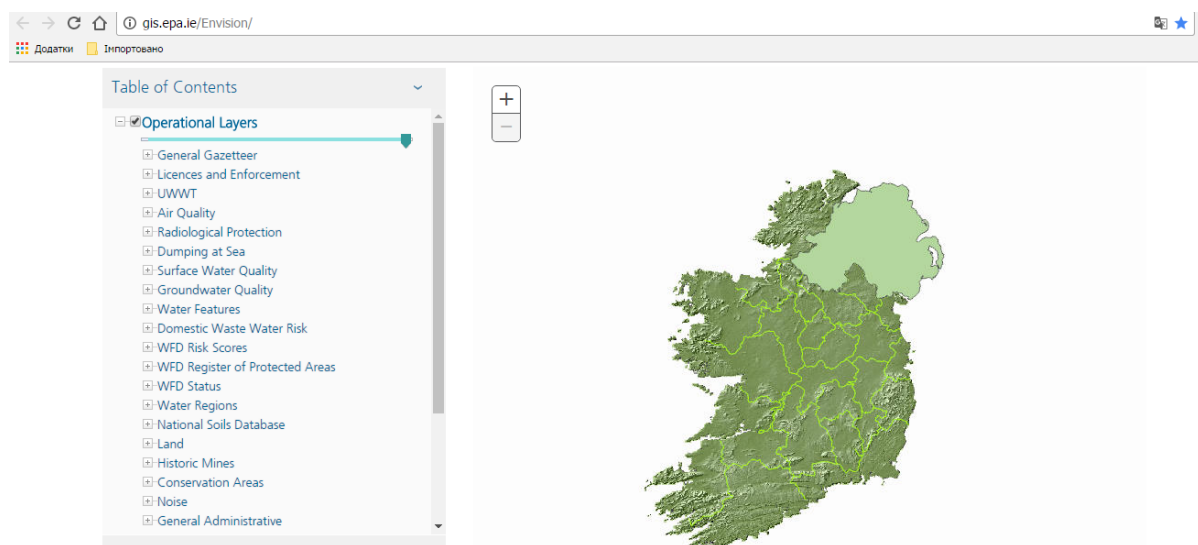 gis.epa.ie/Envision/
Додатки Імпортовано
Table of Contents
Operational Layers
General Gazetteer
Licences and Enforcement
UWWT
Air Quality
Radiological Protection
Dumping at Sea
Surface Water Quality
Groundwater Quality
Water Features
Domestic Waste Water Risk
WFD Risk Scores
WFD Register of Protected Areas
WFD Status
Water Regions
National Soils Database
Land
Historic Mines
Conservation Areas
Noise
General Administrative